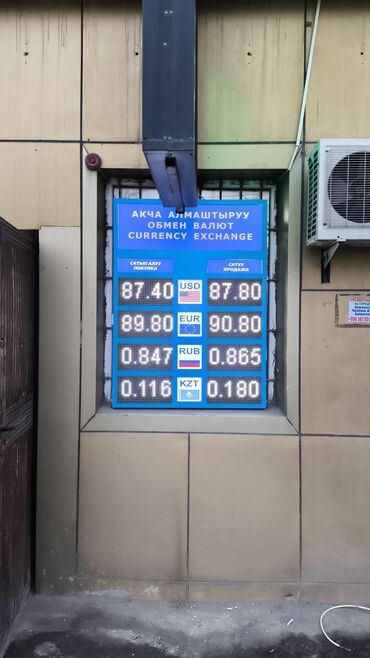 АКЧА АЛМАШТЫРУУ
ОБМЕН ВАЛЮТ
CURRENCY EXCHANGE
САТЫП АЛУУ САТУУ
ПОКУПКА ПРОДАЖА
87.40 USD 87.80
89.80 EUR 90.80
0.847 RUB 0.865
0.116 KZT 0.180